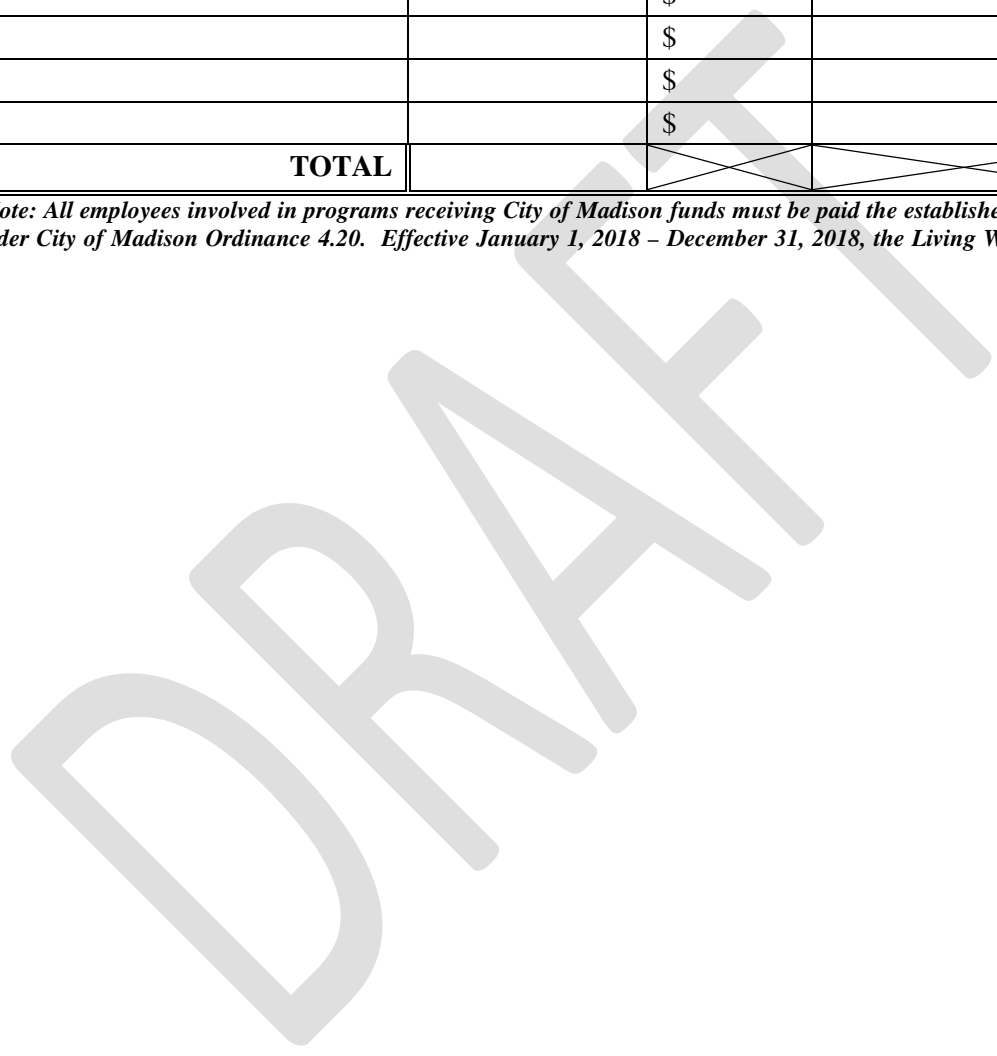 $
$
$
$
TOTAL
ote: All employees involved in programs receiving City of Madison funds must be paid the establishe
der City of Madison Ordinance 4.20.  Effective January 1, 2018 – December 31, 2018, the Living W
DRAFT